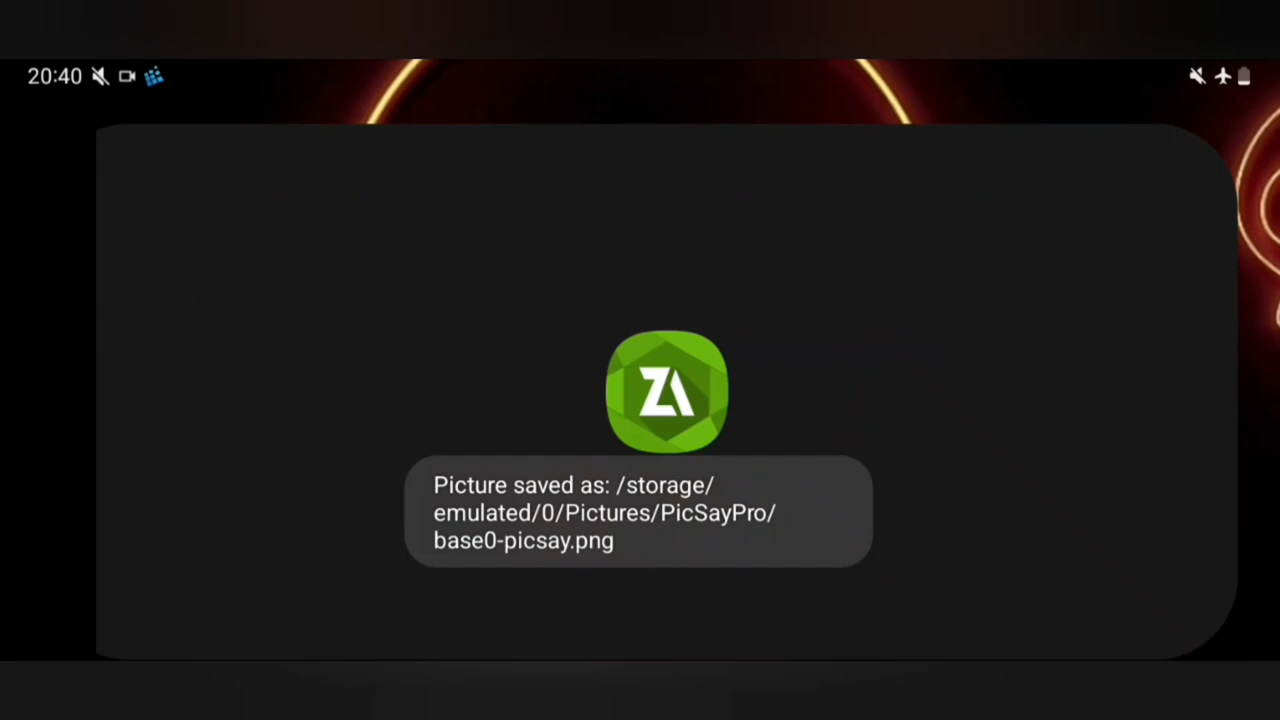 20:40
ZA
Picture saved as: /storage/
emulated/0/Pictures/PicSayPro/
base0-picsay.png